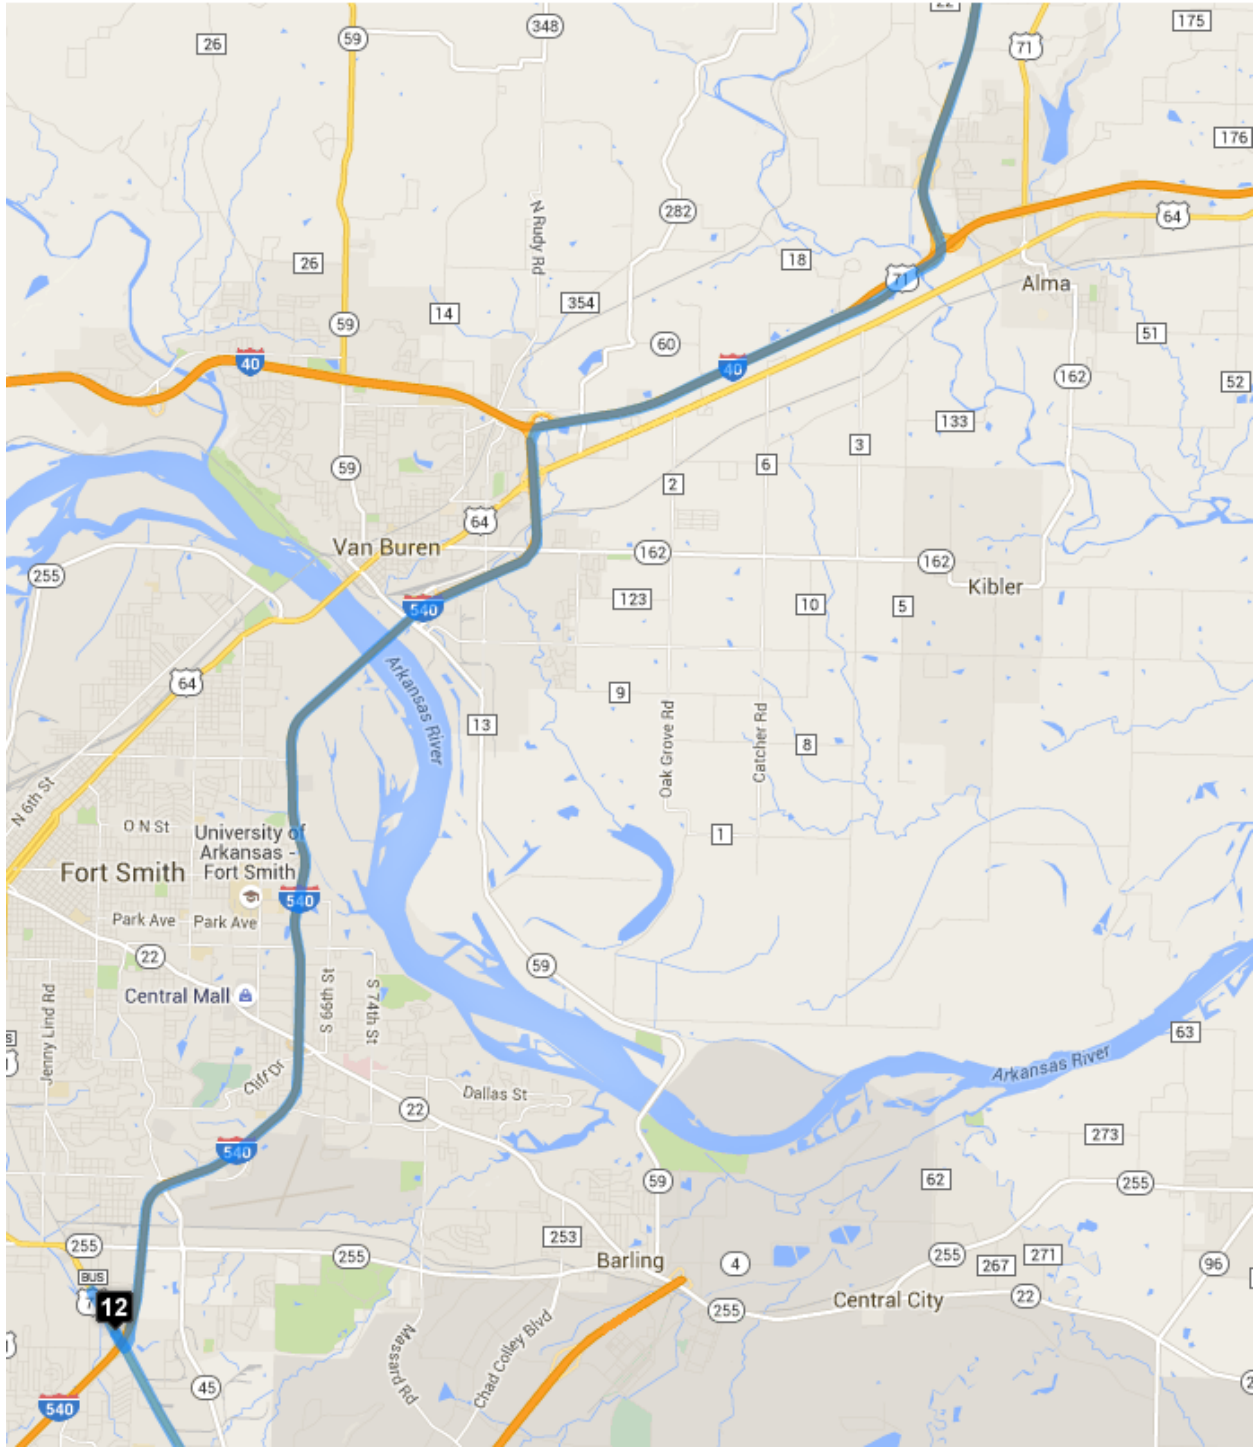 22
175
26
59
348
71
176
282
64
N Rudy Rd
26
18
71
Alma
354
14
59
51
60
40
40
162
52
133
3
59
6
2
64
Van Buren
162
162
255
Kibler
123
10
5
540
Arkansas River
64
9
Oak Grove Rd
Catcher Rd
13
8
N 6th St
O N St
1
University of
Arkansas -
Fort Smith
Fort Smith
540
Park Ave
Park Ave
22
59
Central Mall
S 66th St
S 74th St
Jenny Lind Rd
63
Arkansas River
Cliff Dr
Dallas St
22
273
540
59
62
255
255
253
255
255
271
Barling
4
267
96
BUS
12
Central City
22
255
Massard Rd
Chad Colley Blvd
45
540